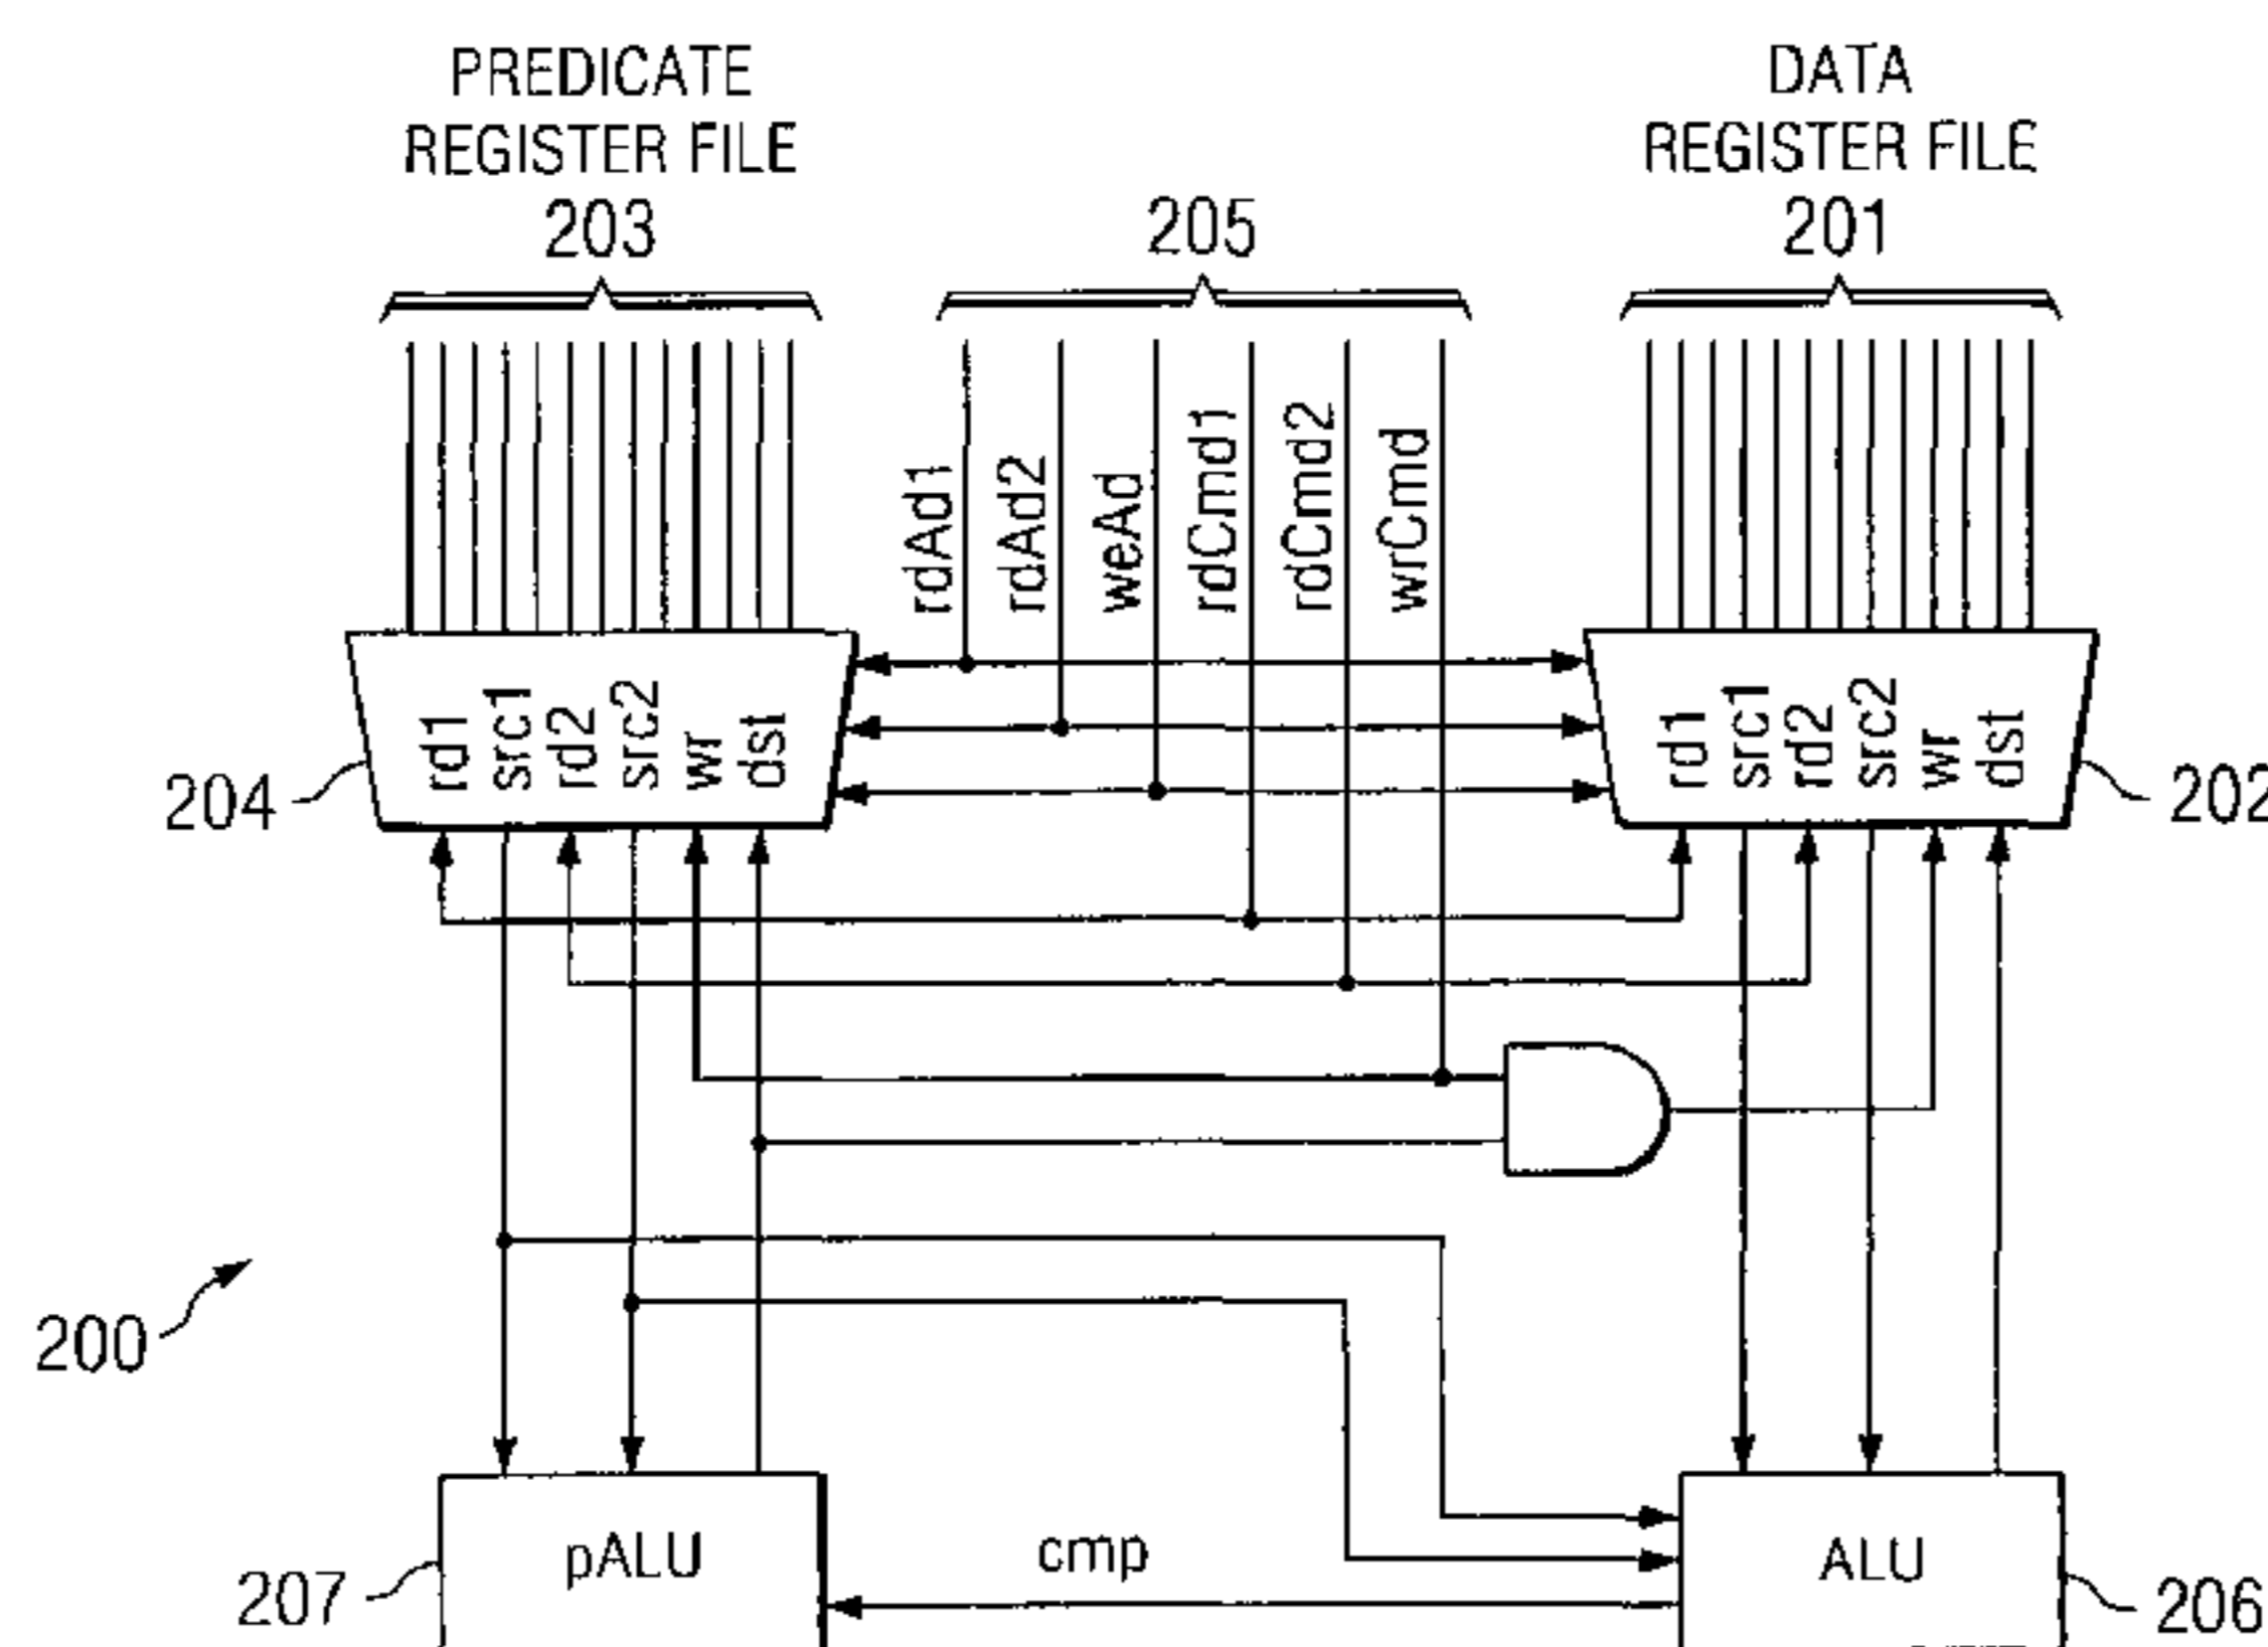 PREDICATE
REGISTER FILE
203
205
DATA
REGISTER FILE
201
rdAd1
rdAd2
weAd
rdCmd1
rdCmd2
wrCmd
rd1
src1
rd2
src2
wr
dst
204
rd1
src1
rd2
src2
wr
dst
202
200
pALU
207
cmp
ALU
206